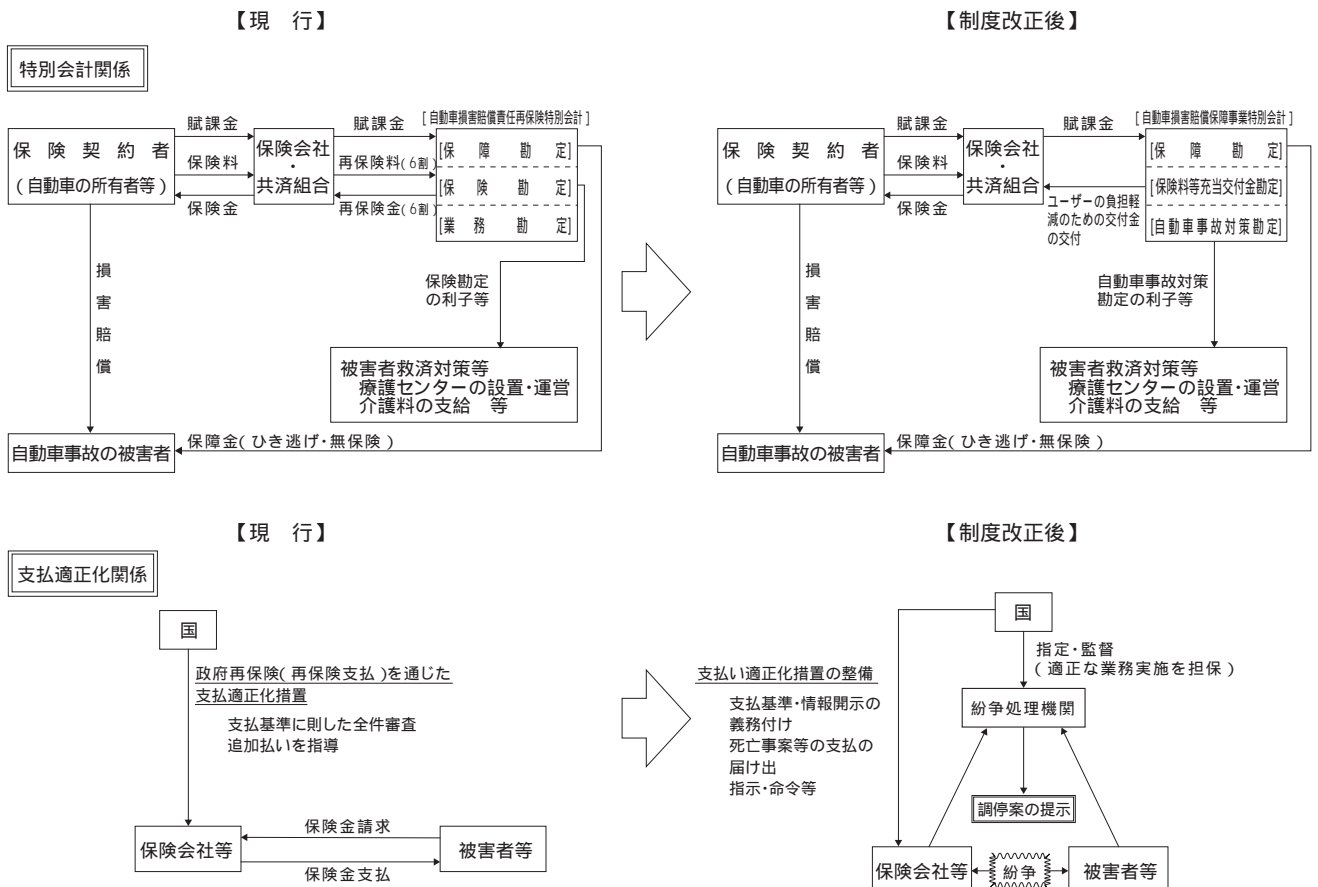 【現　行】
【制度改正後】
特別会計関係
賦課金
賦課金
[自動車損害賠償責任再保険特別会計]
保険契約者
(自動車の所有者等)
保険料
保険金
保険会社
・
共済組合
再保険料(6割)
再保険金(6割)
[保障勘定]
[保険勘定]
[業務勘定]
損害賠償
保険勘定
の利子等
被害者救済対策等
療護センターの設置・運営
介護料の支給　等
自動車事故の被害者
保障金(ひき逃げ・無保険)
賦課金
賦課金
[自動車損害賠償保障事業特別会計]
保険契約者
(自動車の所有者等)
保険料
保険金
保険会社
・
共済組合
ユーザーの負担軽
減のための交付金
の交付
[保障勘定]
[保険料等充当交付金勘定]
[自動車事故対策勘定]
損害賠償
自動車事故対策
勘定の利子等
被害者救済対策等
療護センターの設置・運営
介護料の支給　等
自動車事故の被害者
保障金(ひき逃げ・無保険)
【現　行】
【制度改正後】
支払適正化関係
国
政府再保険(再保険支払)を通じた
支払適正化措置
支払基準に則した全件審査
追加払いを指導
保険会社等
保険金請求
保険金支払
被害者等
支払い適正化措置の整備
支払基準・情報開示の
義務付け
死亡事案等の支払の
届け出
指示・命令等
国
指定・監督
(適正な業務実施を担保)
紛争処理機関
調停案の提示
保険会社等
紛争
被害者等